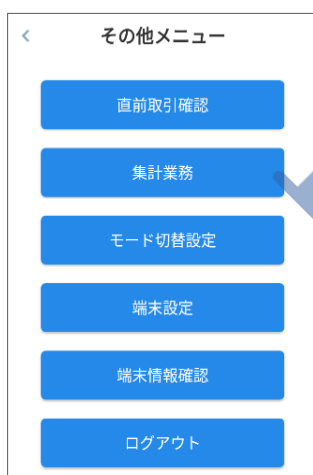 その他メニュー
直前取引確認
集計業務
モード切替設定
端末設定
端末情報確認
ログアウト